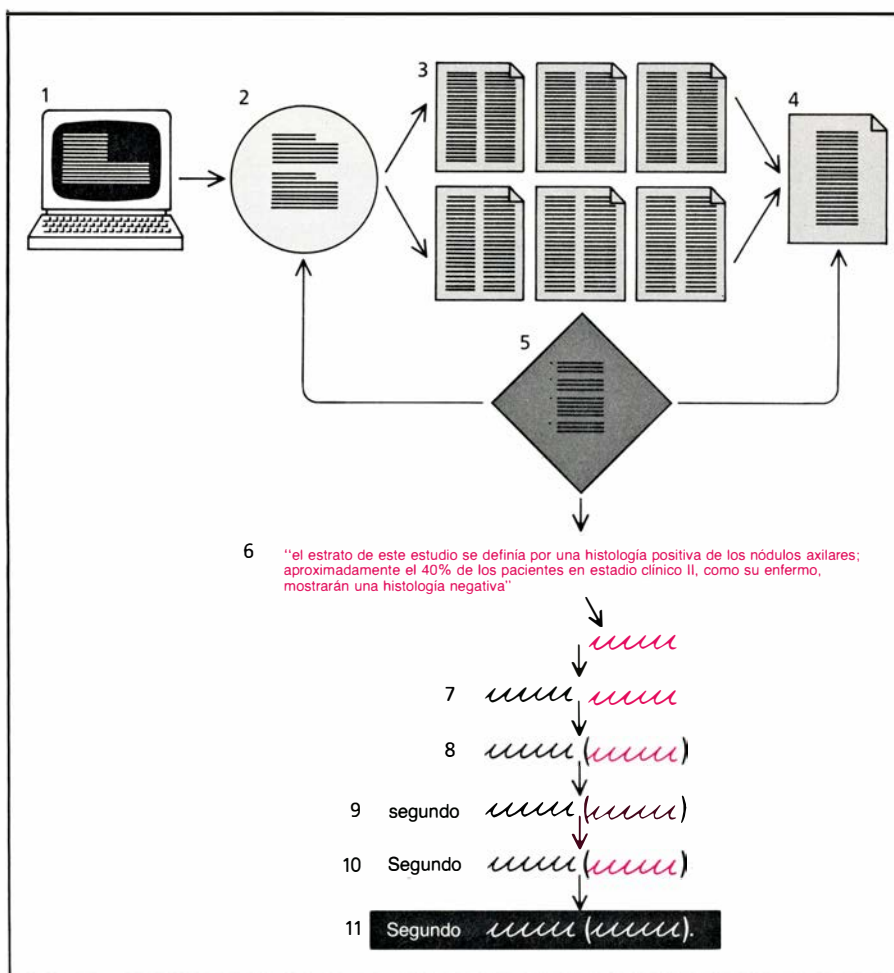 1
2
3
4
5
6 "el estrato de este estudio se definía por una histología positiva de los nódulos axilares;
aproximadamente el 40% de los pacientes en estadio clínico II, como su enfermo,
mostrarán una histología negativa"
7
8 ( )
9 segundo ( )
10 Segundo ( )
11 Segundo ( ).